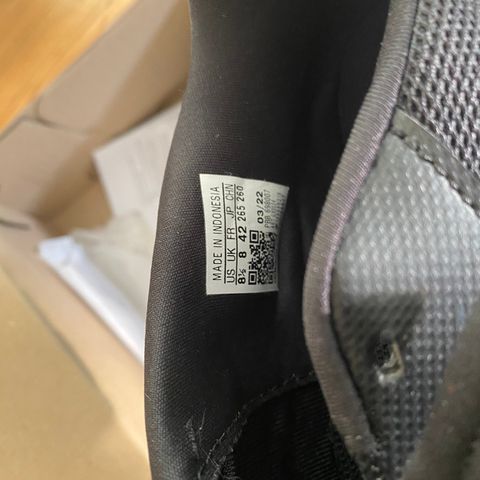 MADE IN INDONESIA
US UK FR JP CHN
8½ 8 42 265 260
03/22